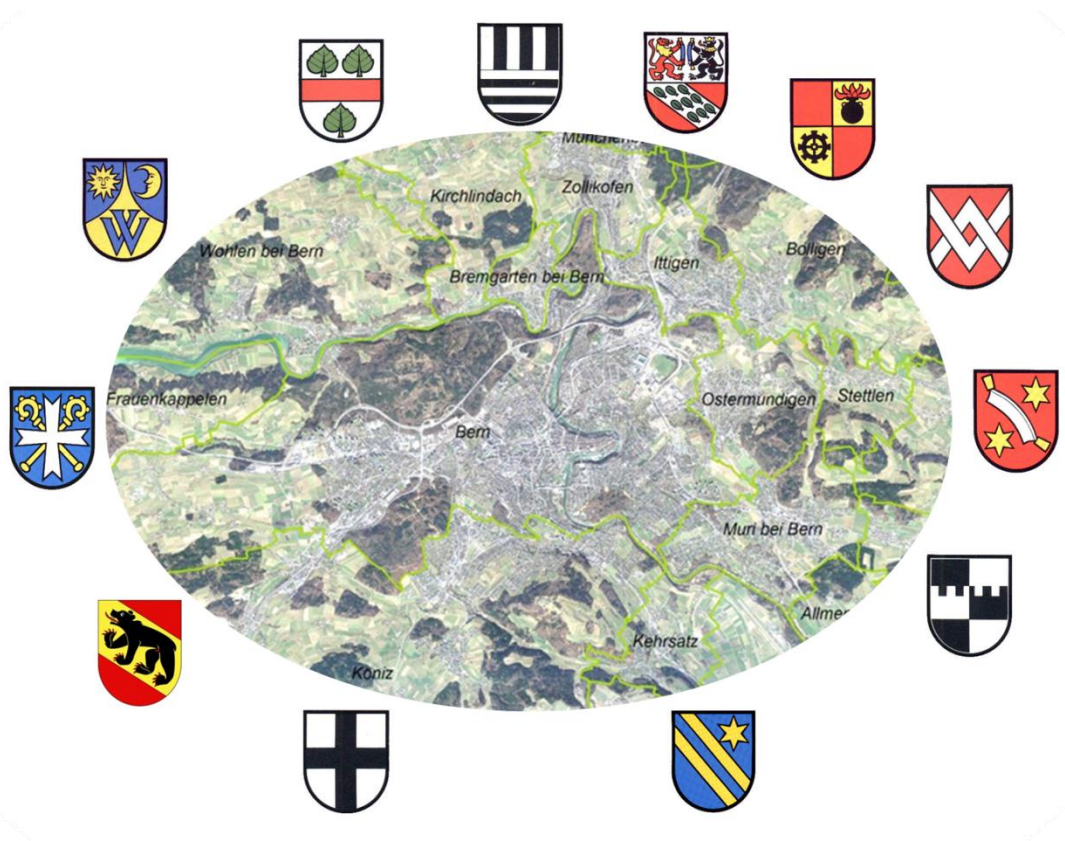 Kirchlindach
Zollikofen
W
Wohlen bei Bern
Bremgarten bei Bern
Ittigen
Bolligen
Frauenkappelen
Ostermundigen
Stettlen
Bern
Muri bei Bern
Kehrsatz
Köniz